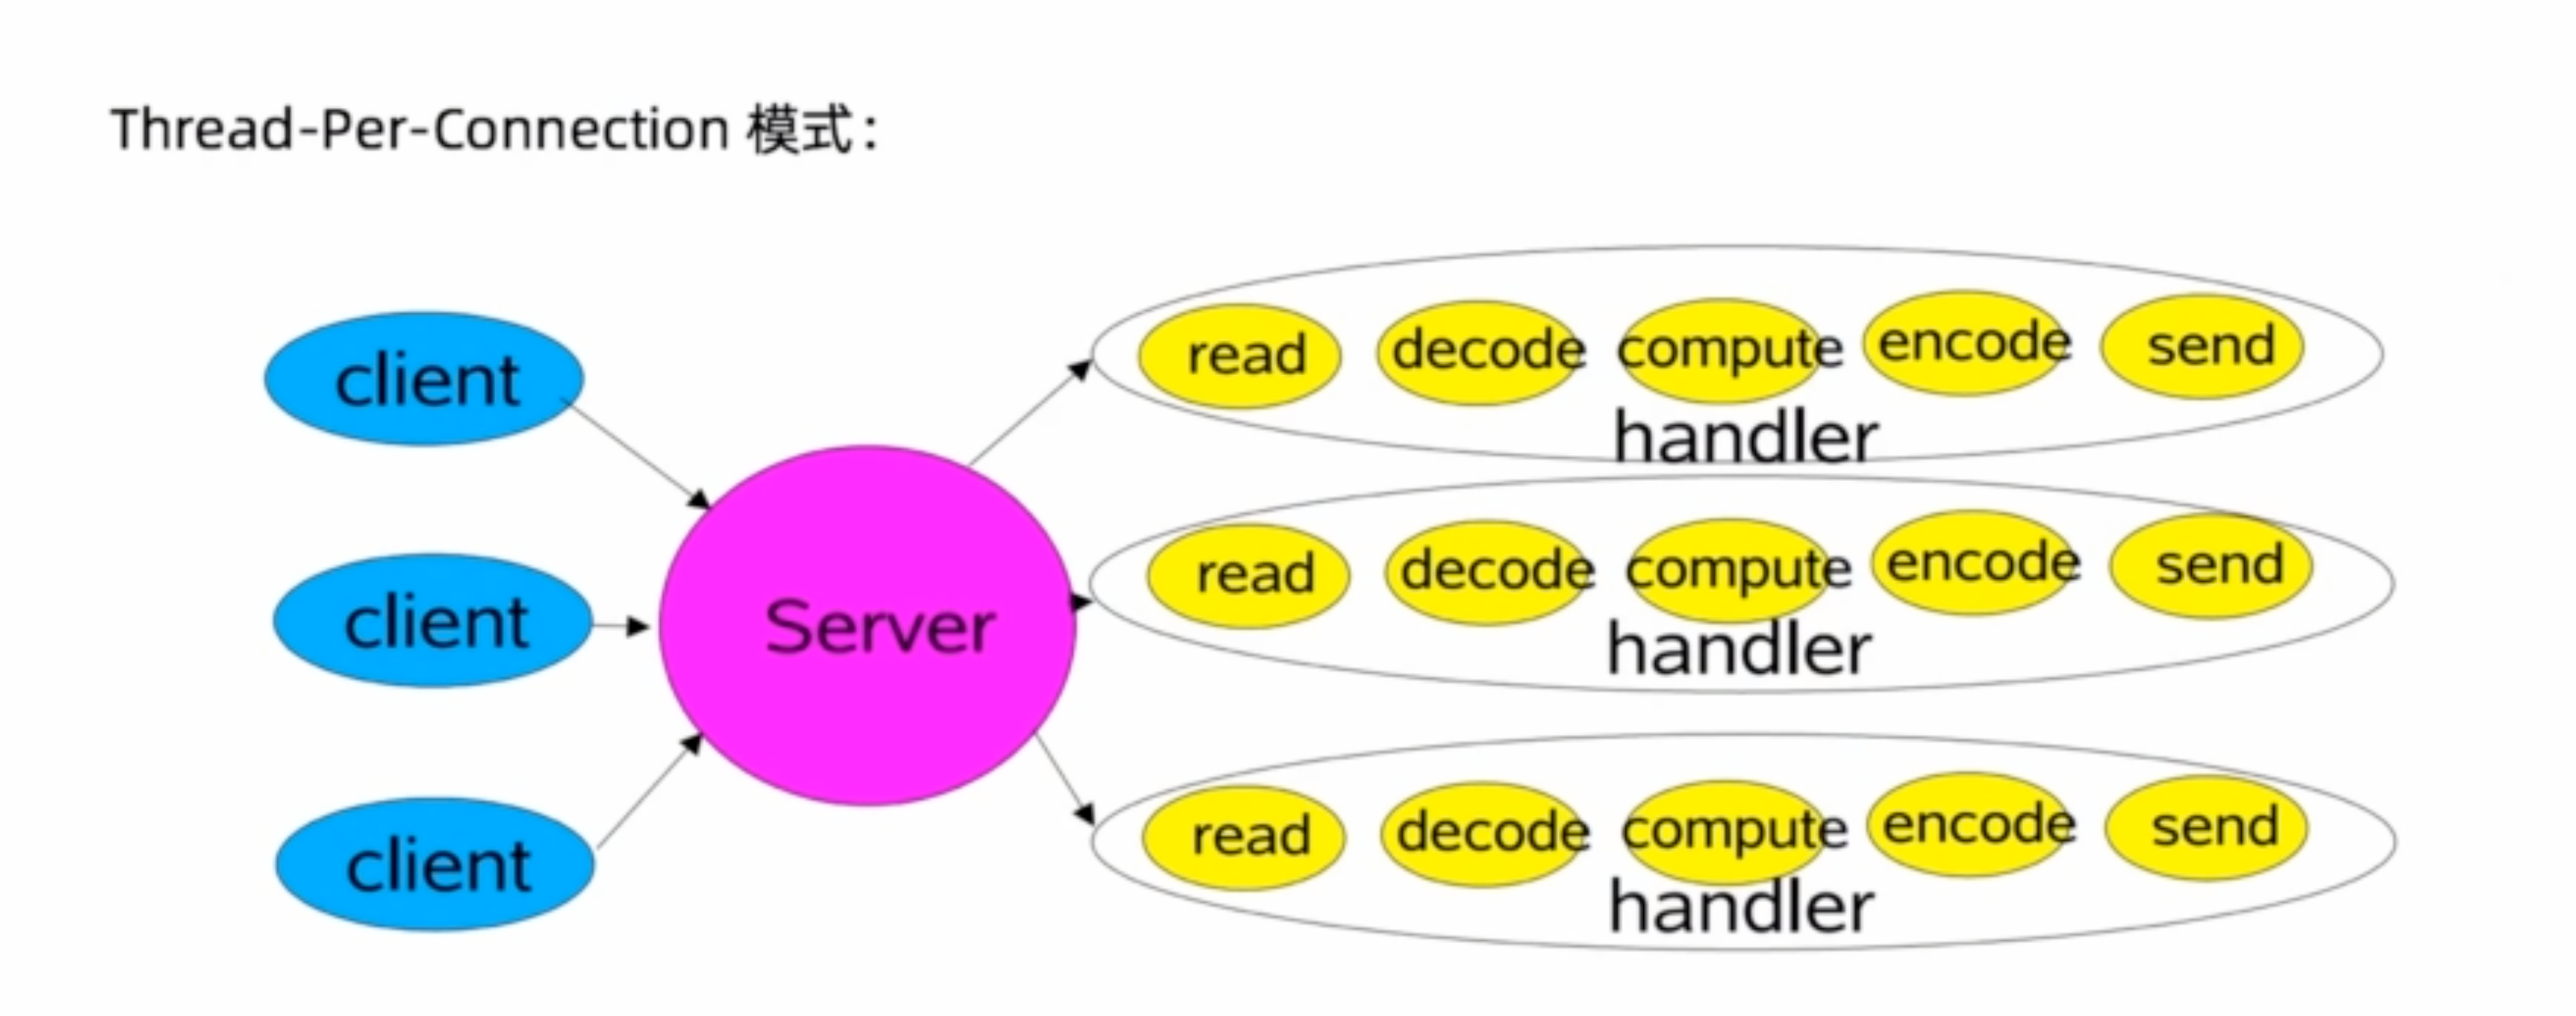 Thread-Per-Connection 模式:
client
client
client
Server
read decode compute encode send
handler
read decode compute encode send
handler
read decode compute encode send
handler